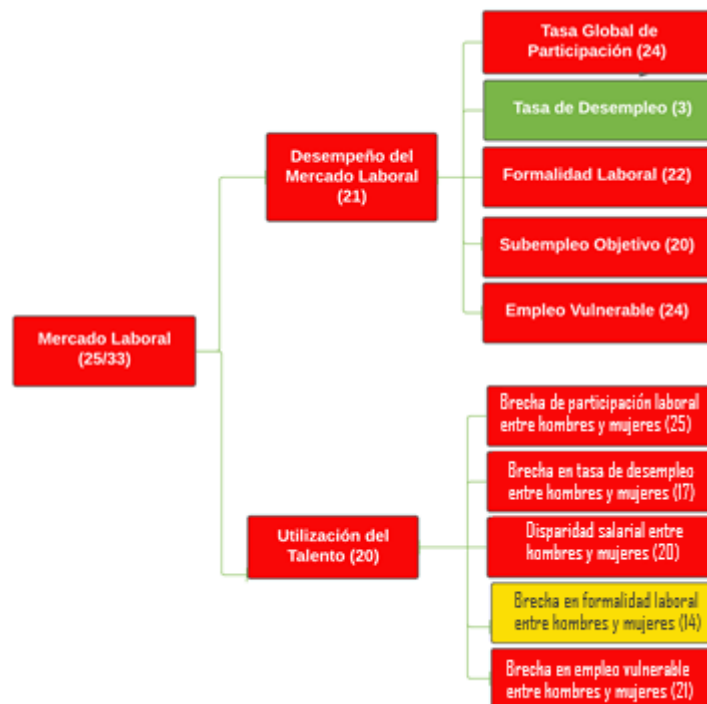 Tasa Global de
Participación (24)
Tasa de Desempleo (3)
Desempeño del
Mercado Laboral
(21)
Formalidad Laboral (22)
Subempleo Objetivo (20)
Empleo Vulnerable (24)
Mercado Laboral
(25/33)
Brecha de participación laboral
entre hombres y mujeres (25)
Brecha en tasa de desempleo
entre hombres y mujeres (17)
Utilización del
Talento (20)
Disparidad salarial entre
hombres y mujeres (20)
Brecha en formalidad laboral
entre hombres y mujeres (14)
Brecha en empleo vulnerable
entre hombres y mujeres (21)